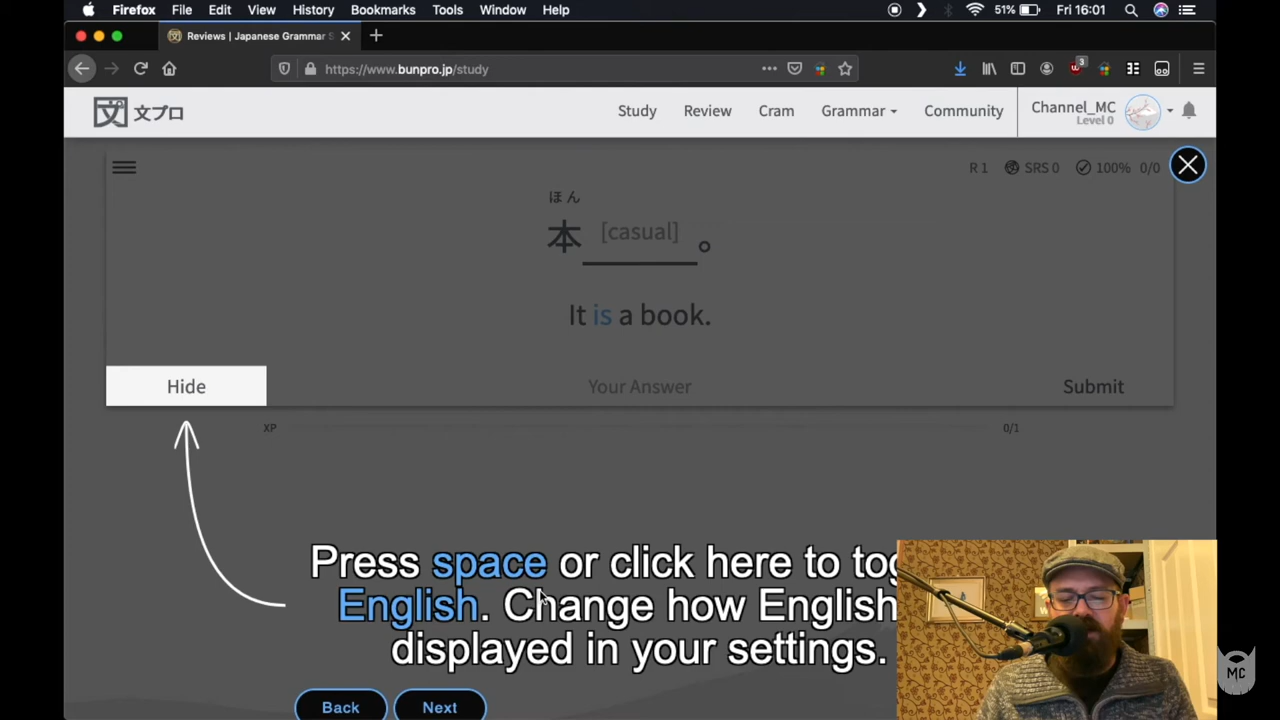 Firefox File Edit View History Bookmarks Tools Window Help 51% Fri 16:01
Reviews | Japanese Grammar
https://www.bunpro.jp/study 3
文 文プロ Study Review Cram Grammar Community Channel_MC
Level 0
R 1 SRS 0 100% 0/0
ほん
本 [casual] 。
It is a book.
Hide Your Answer Submit
XP 0/1
Press space or click here to
English. Change how English
displayed in your settings.
Back Next
MC